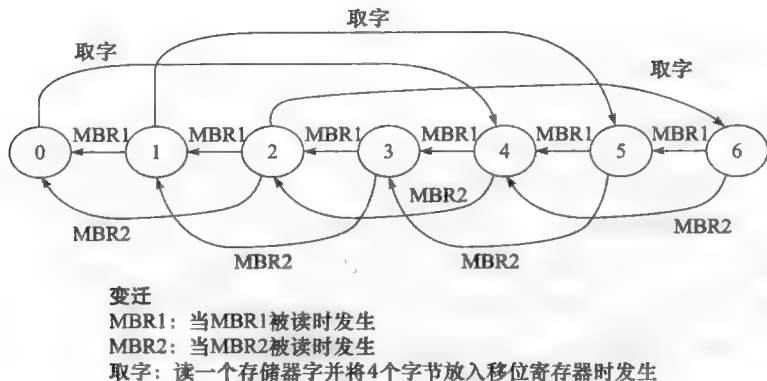 取字
取字
取字
MBR1 MBR1 MBR1 MBR1 MBR1 MBR1
0 1 2 3 4 5 6
MBR2
MBR2 MBR2
MBR2 MBR2
变迁
MBR1：当MBR1被读时发生
MBR2：当MBR2被读时发生
取字：读一个存储器字并将4个字节放入移位寄存器时发生